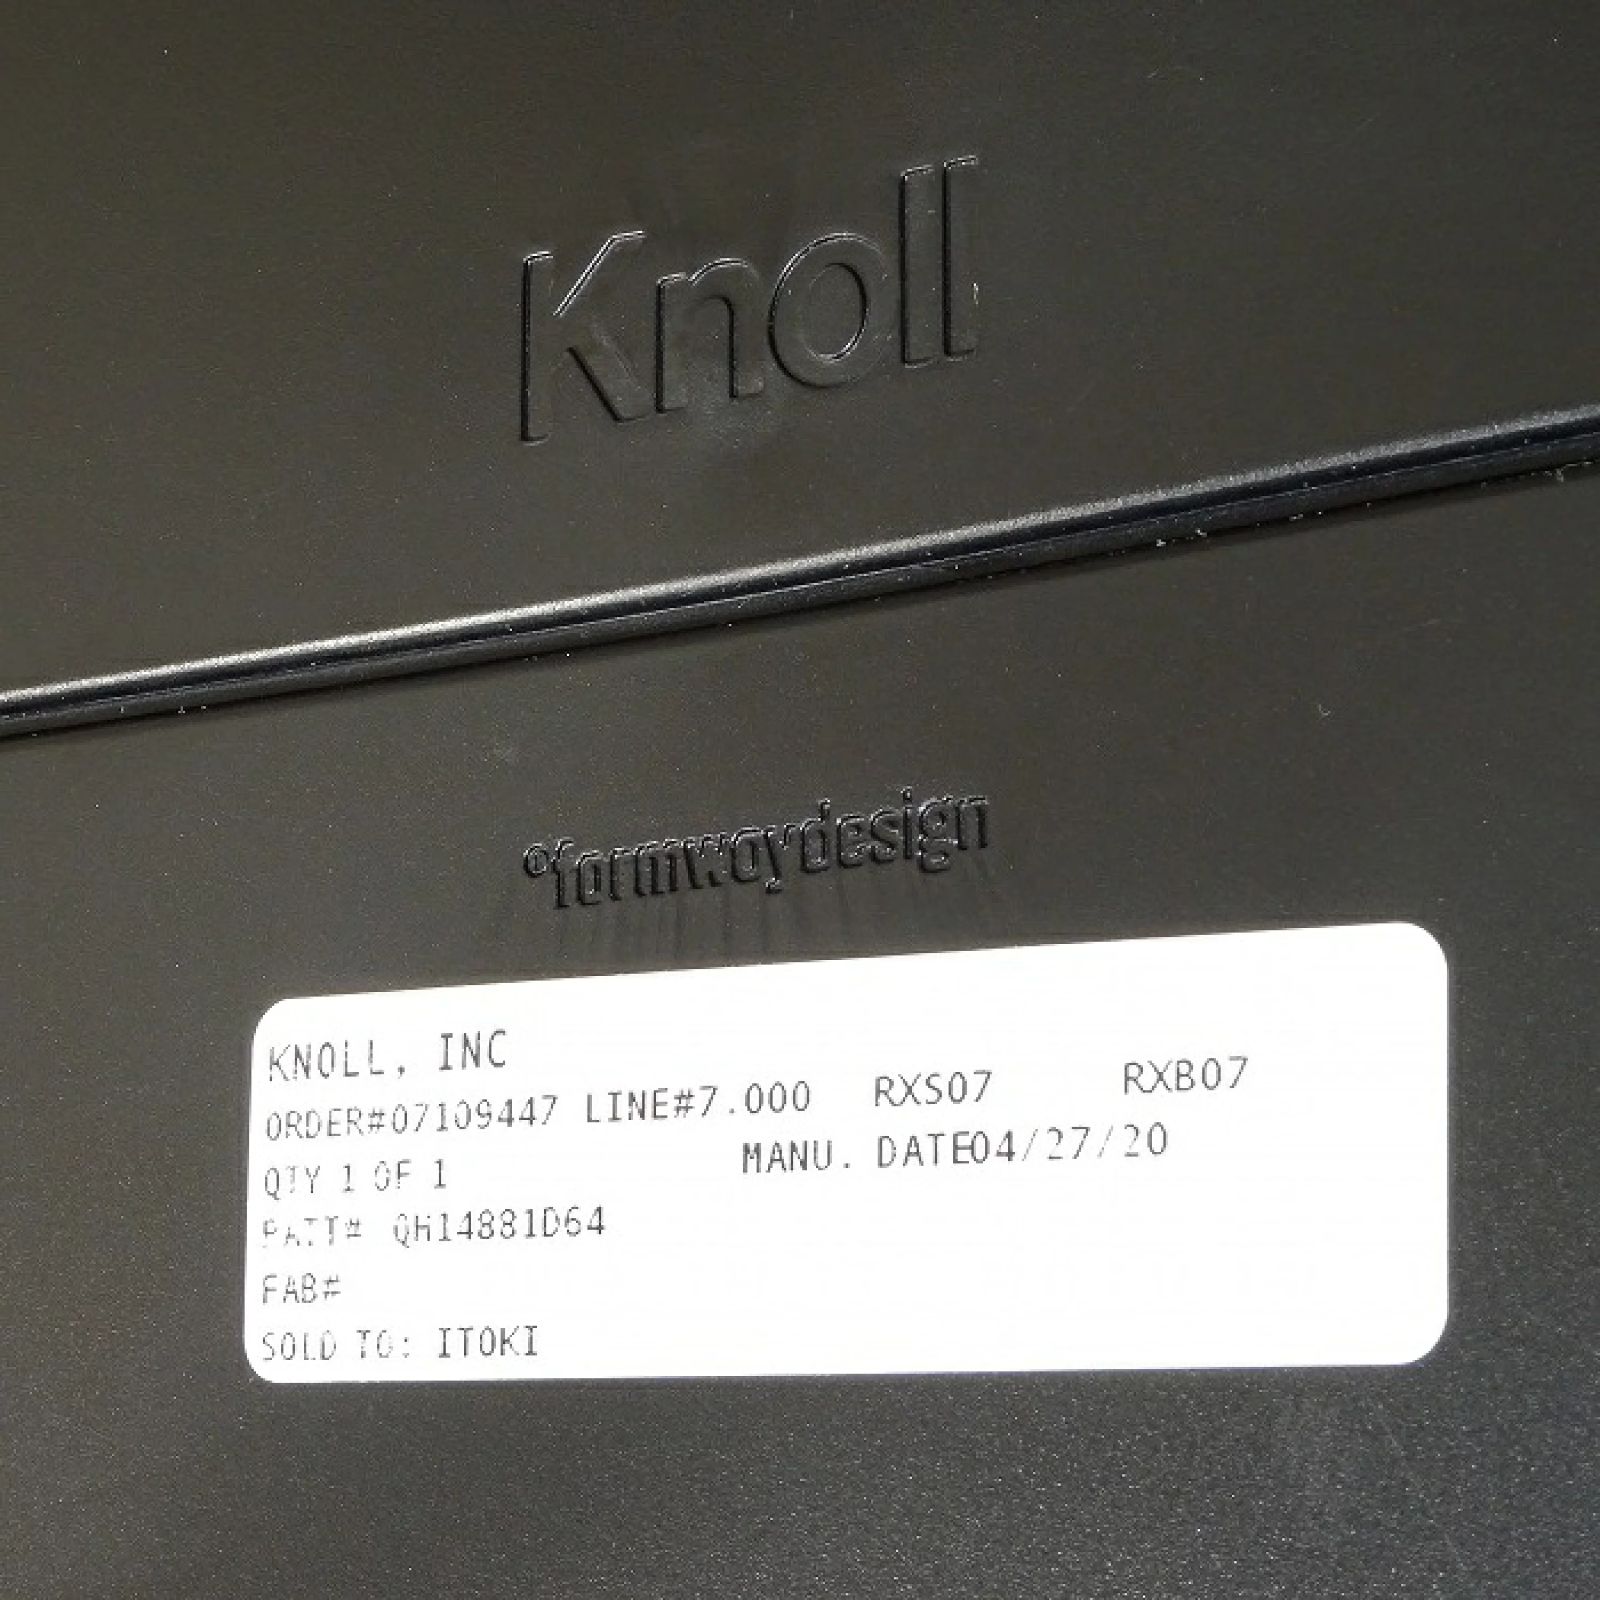 Knoll
formwaydesign
KNOLL, INC
ORDER#07109447 LINE#7.000 RXS07 RXB07
QTY 1 OF 1 MANU. DATE04/27/20
PATT# QH14881D64
FAB#
SOLD TO: ITOKI